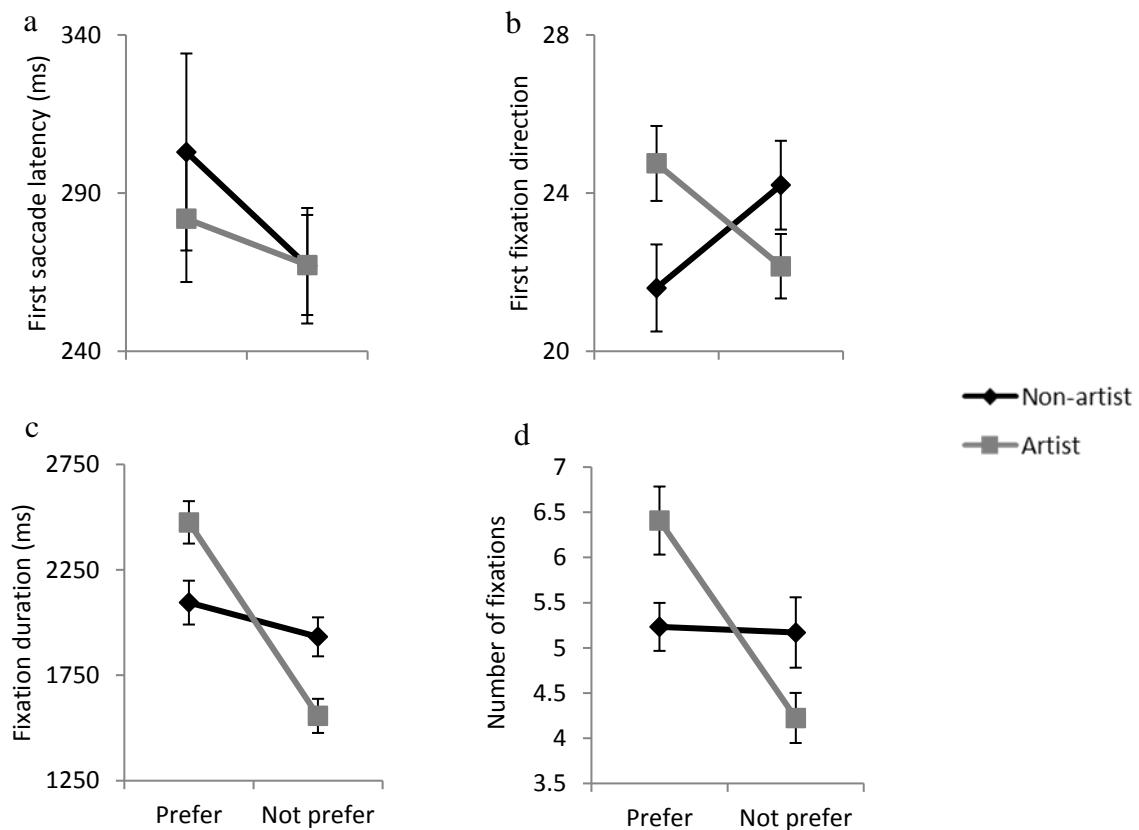 a
340
290
240
First saccade latency (ms)
b
28
24
20
First fixation direction
Non-artist
Artist
c
2750
2250
1750
1250
Fixation duration (ms)
Prefer Not prefer
d
7
6.5
6
5.5
5
4.5
4
3.5
Number of fixations
Prefer Not prefer